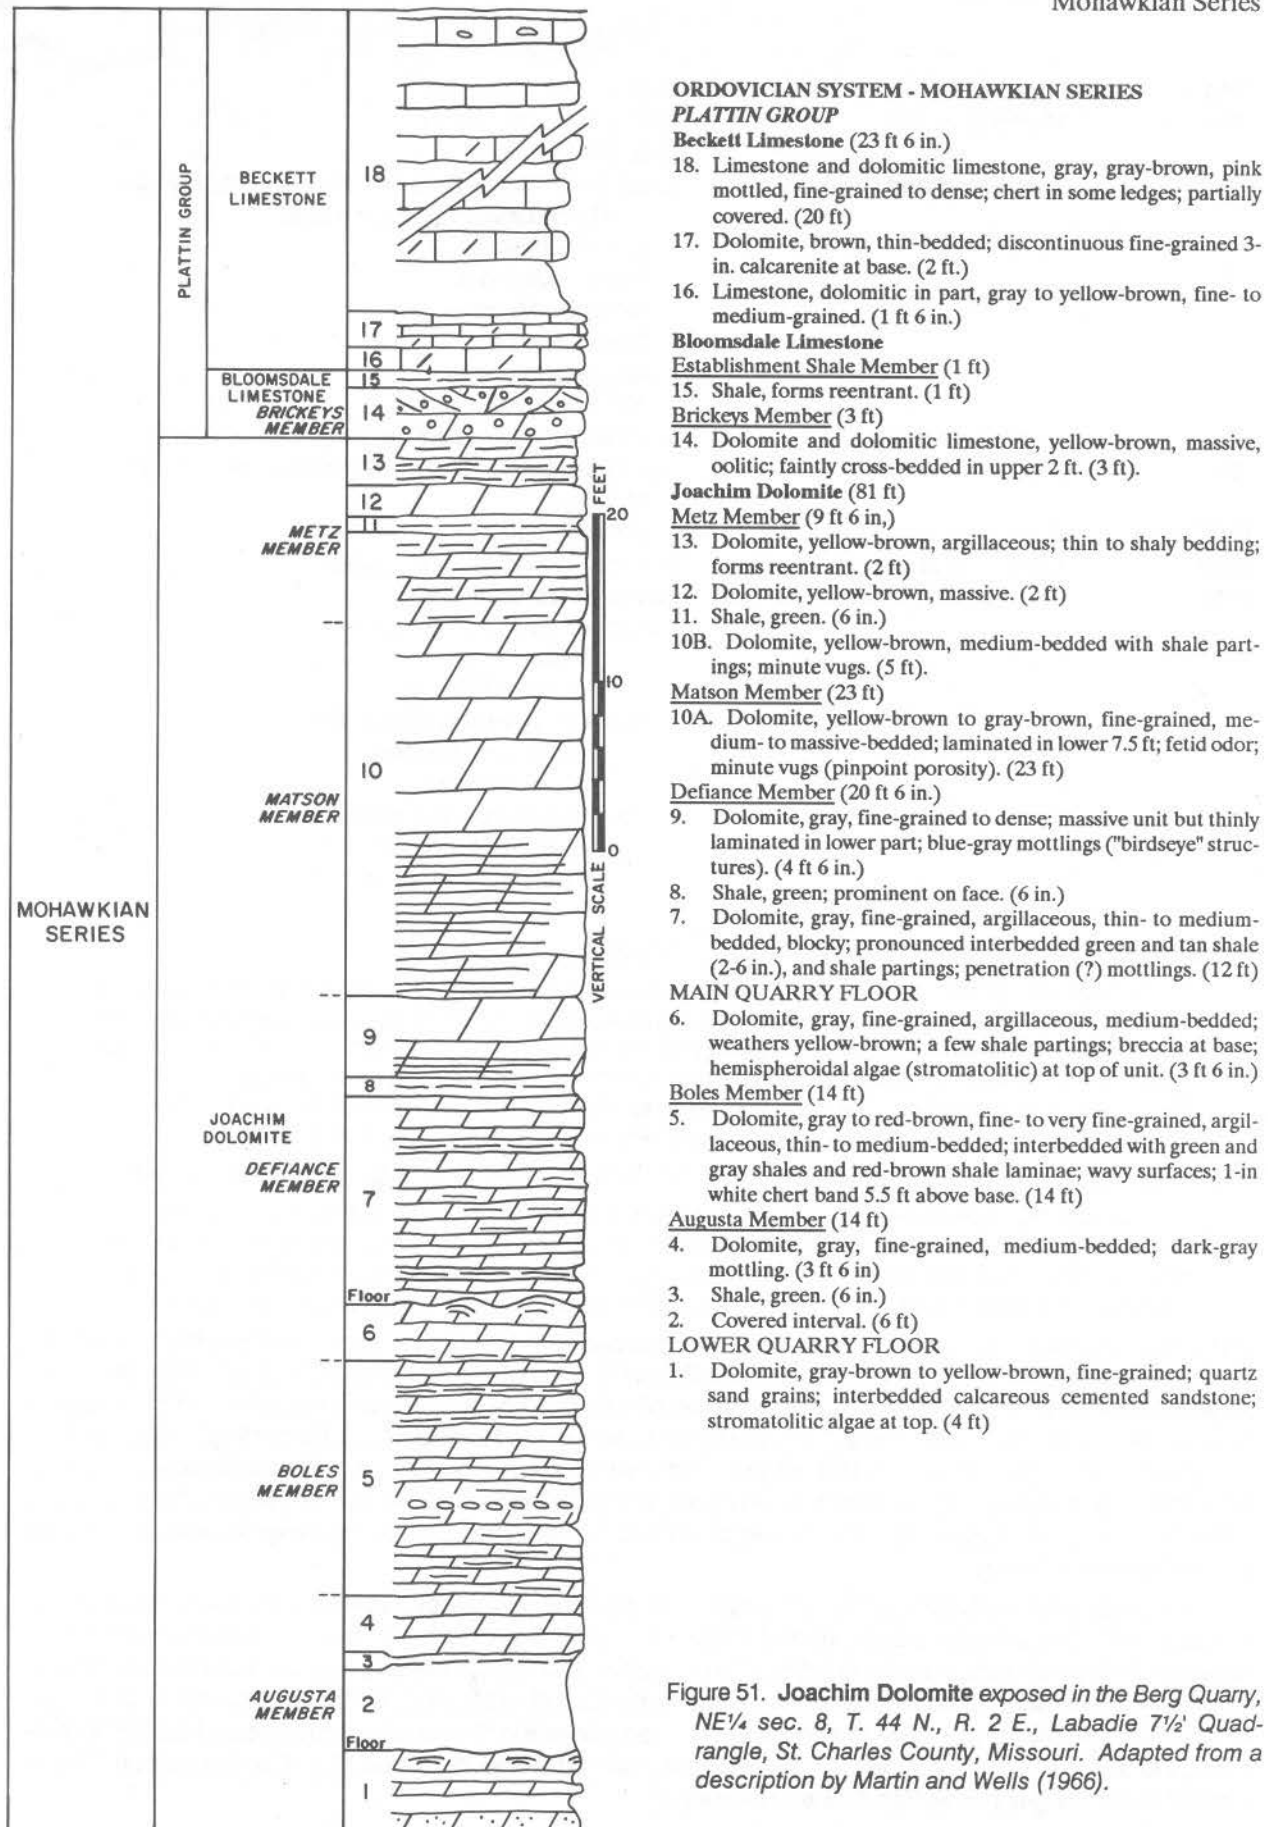 Mohawkian Series
ORDOVICIAN SYSTEM - MOHAWKIAN SERIES
PLATTIN GROUP
Beckett Limestone (23 ft 6 in.)
18. Limestone and dolomitic limestone, gray, gray-brown, pink
mottled, fine-grained to dense; chert in some ledges; partially
covered. (20 ft)
17. Dolomite, brown, thin-bedded; discontinuous fine-grained 3-
in. calcarenite at base. (2 ft.)
16. Limestone, dolomitic in part, gray to yellow-brown, fine- to
medium-grained. (1 ft 6 in.)
Bloomsdale Limestone
Establishment Shale Member (1 ft)
15. Shale, forms reentrant. (1 ft)
Brickeys Member (3 ft)
14. Dolomite and dolomitic limestone, yellow-brown, massive,
oolitic; faintly cross-bedded in upper 2 ft. (3 ft).
Joachim Dolomite (81 ft)
Metz Member (9 ft 6 in,)
13. Dolomite, yellow-brown, argillaceous; thin to shaly bedding;
forms reentrant. (2 ft)
12. Dolomite, yellow-brown, massive. (2 ft)
11. Shale, green. (6 in.)
10B. Dolomite, yellow-brown, medium-bedded with shale part-
ings; minute vugs. (5 ft).
Matson Member (23 ft)
10A. Dolomite, yellow-brown to gray-brown, fine-grained, me-
dium- to massive-bedded; laminated in lower 7.5 ft; fetid odor;
minute vugs (pinpoint porosity). (23 ft)
Defiance Member (20 ft 6 in.)
9. Dolomite, gray, fine-grained to dense; massive unit but thinly
laminated in lower part; blue-gray mottlings ("birdseye" struc-
tures). (4 ft 6 in.)
8. Shale, green; prominent on face. (6 in.)
7. Dolomite, gray, fine-grained, argillaceous, thin- to medium-
bedded, blocky; pronounced interbedded green and tan shale
(2-6 in.), and shale partings; penetration (?) mottlings. (12 ft)
MAIN QUARRY FLOOR
6. Dolomite, gray, fine-grained, argillaceous, medium-bedded;
weathers yellow-brown; a few shale partings; breccia at base;
hemispheroidal algae (stromatolitic) at top of unit. (3 ft 6 in.)
Boles Member (14 ft)
5. Dolomite, gray to red-brown, fine- to very fine-grained, argil-
laceous, thin- to medium-bedded; interbedded with green and
gray shales and red-brown shale laminae; wavy surfaces; 1-in
white chert band 5.5 ft above base. (14 ft)
Augusta Member (14 ft)
4. Dolomite, gray, fine-grained, medium-bedded; dark-gray
mottling. (3 ft 6 in)
3. Shale, green. (6 in.)
2. Covered interval. (6 ft)
LOWER QUARRY FLOOR
1. Dolomite, gray-brown to yellow-brown, fine-grained; quartz
sand grains; interbedded calcareous cemented sandstone;
stromatolitic algae at top. (4 ft)
Figure 51. Joachim Dolomite exposed in the Berg Quarry,
NE¼ sec. 8, T. 44 N., R. 2 E., Labadie 7½' Quad-
rangle, St. Charles County, Missouri. Adapted from a
description by Martin and Wells (1966).
MOHAWKIAN
SERIES
PLATTIN GROUP
BECKETT
LIMESTONE
BLOOMSDALE
LIMESTONE
BRICKEYS
MEMBER
METZ
MEMBER
MATSON
MEMBER
JOACHIM
DOLOMITE
DEFIANCE
MEMBER
BOLES
MEMBER
AUGUSTA
MEMBER
18
17
16
15
14
13
12
11
10
9
8
7
Floor
6
5
4
3
2
Floor
1
FEET
20
10
0
VERTICAL SCALE